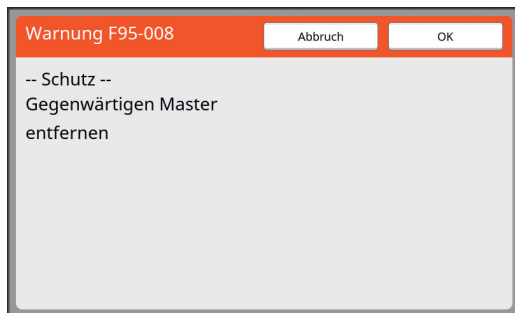 Warnung F95-008
Abbruch
OK
-- Schutz --
Gegenwärtigen Master
entfernen